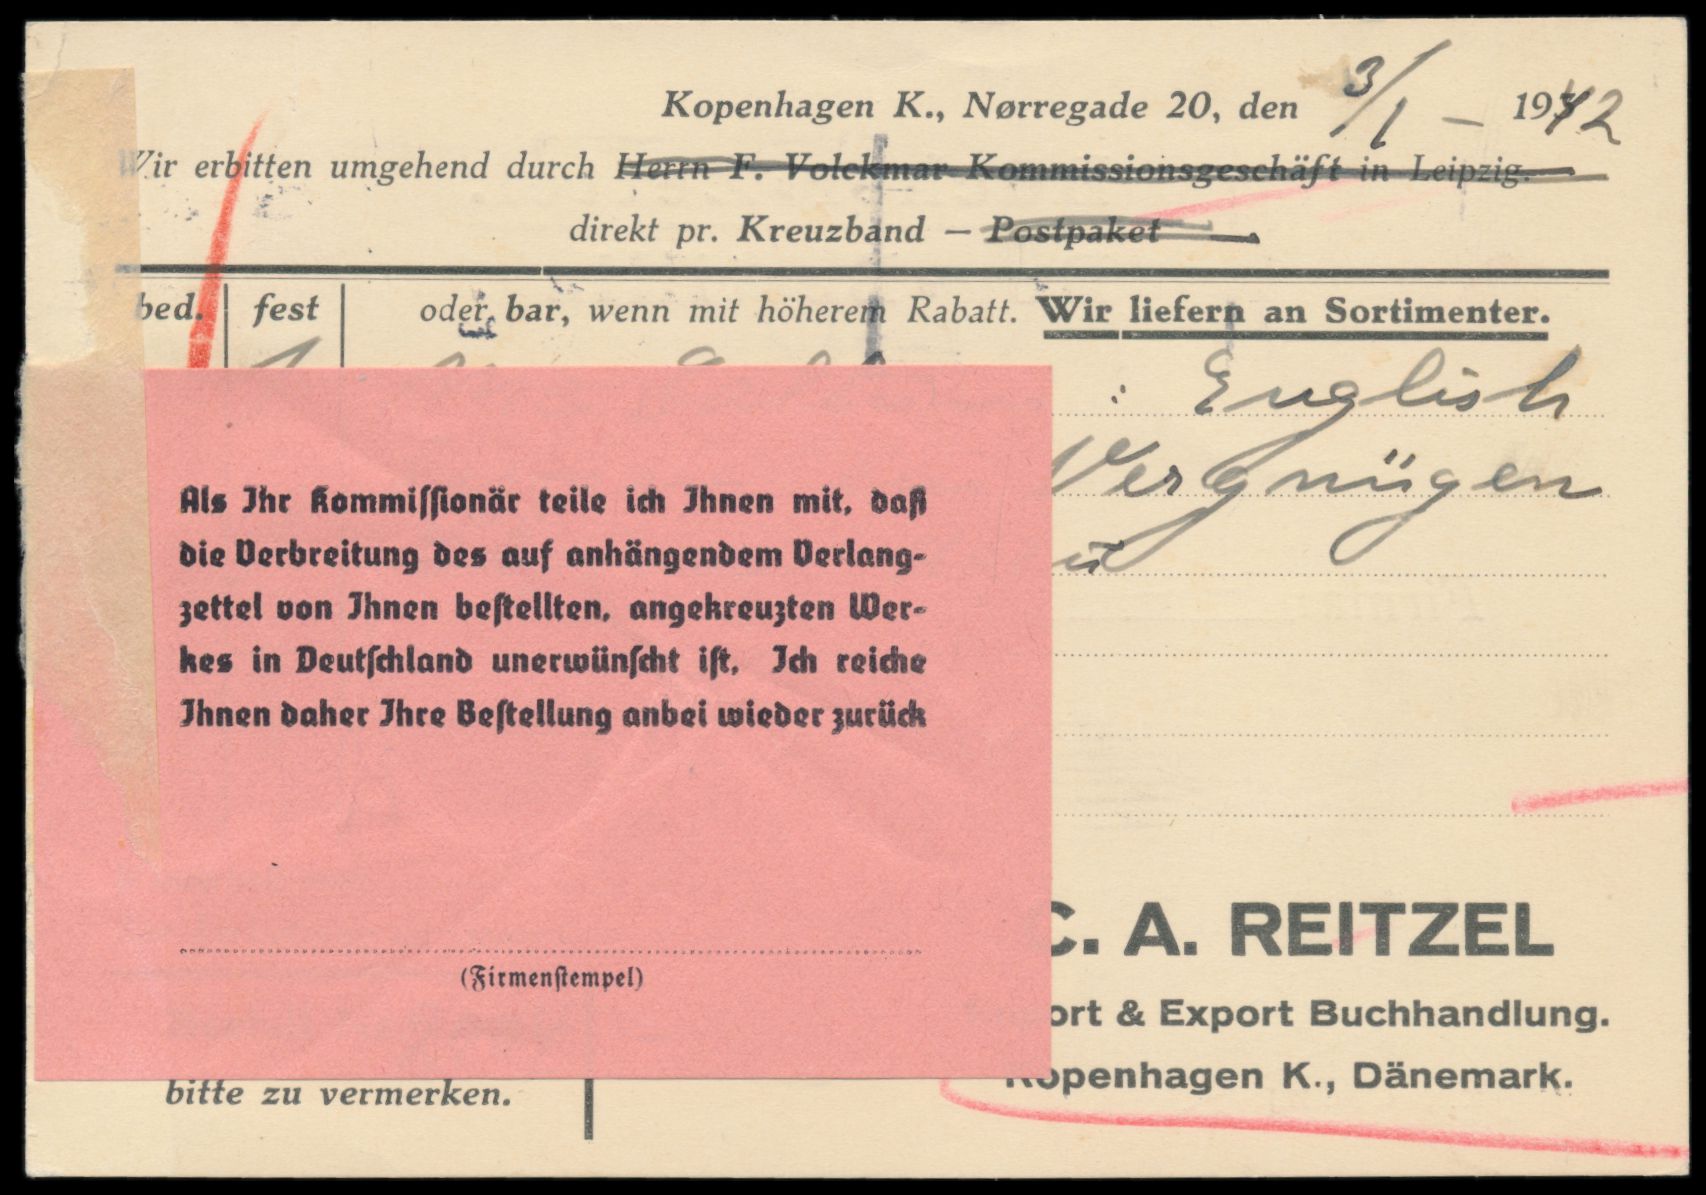 Kopenhagen K., Nørregade 20, den 3/1 – 1942
Wir erbitten umgehend durch Herrn F. Volckmar Kommissionsgeschäft in Leipzig.
direkt pr. Kreuzband — Postpaket
bed. fest oder bar, wenn mit höherem Rabatt. Wir liefern an Sortimenter.
: English
Vergnügen
Als Ihr Kommissionär teile ich Ihnen mit, daß
die Verbreitung des auf anhängendem Verlang-
zettel von Ihnen bestellten, angekreuzten Wer-
kes in Deutschland unerwünscht ist. Ich reiche
Ihnen daher Ihre Bestellung anbei wieder zurück
(Firmenstempel)
C. A. REITZEL
ort & Export Buchhandlung.
Kopenhagen K., Dänemark.
bitte zu vermerken.